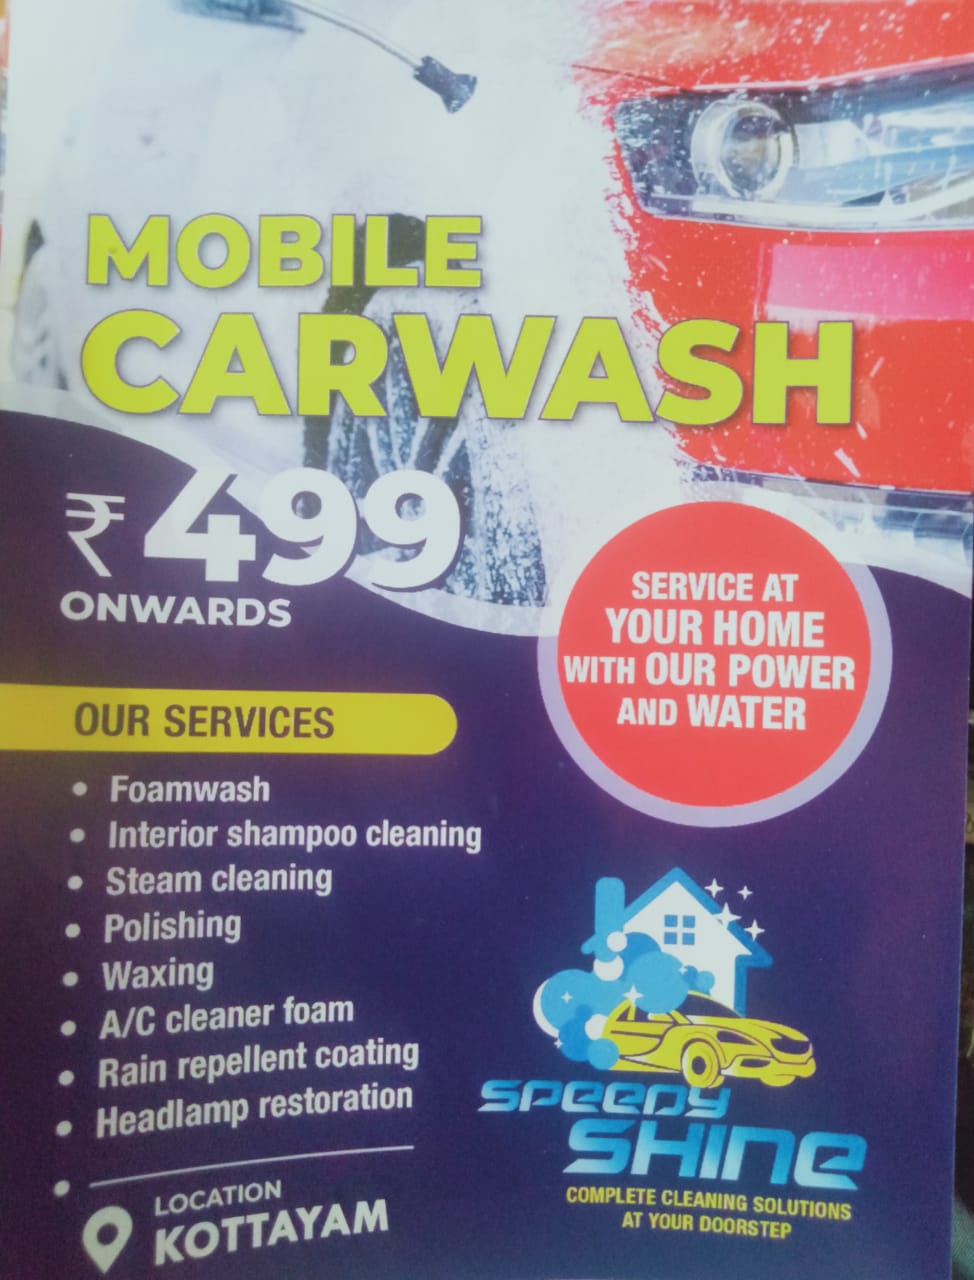 MOBILE
CARWASH
₹ 499
ONWARDS
SERVICE AT
YOUR HOME
WITH OUR POWER
AND WATER
OUR SERVICES
• Foamwash
• Interior shampoo cleaning
• Steam cleaning
• Polishing
• Waxing
• A/C cleaner foam
• Rain repellent coating
• Headlamp restoration
•
LOCATION
KOTTAYAM
SPEEDY
SHINE
COMPLETE CLEANING SOLUTIONS
AT YOUR DOORSTEP